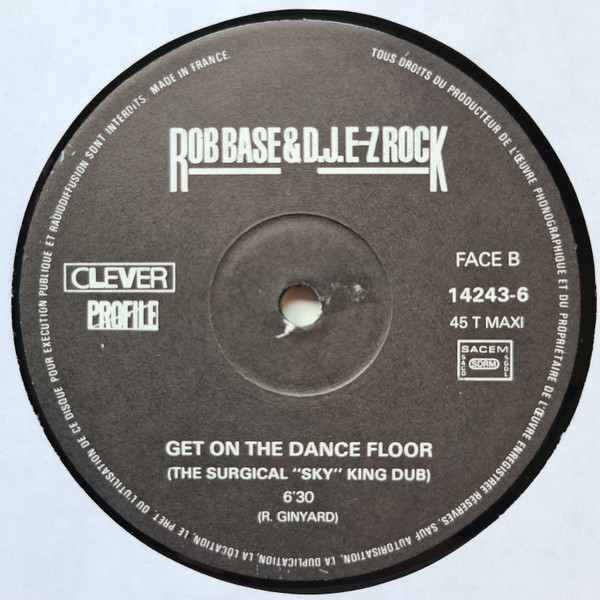 TOUS DROITS DU PRODUCTEUR DE L'ŒUVRE PHONOGRAPHIQUE ET DU PROPRIÉTAIRE DE L'ŒUVRE ENREGISTRÉE RÉSERVÉS. SAUF AUTORISATION, LA DUPLICATION, LA LOCATION, LE PRÊT, OU L'UTILISATION DE CE DISQUE POUR EXECUTION PUBLIQUE ET RADIODIFFUSION SONT INTERDITS. MADE IN FRANCE.
ROB BASE & D.J. E-Z ROCK
CLEVER
PROFILE
FACE B
14243-6
45 T MAXI
SACEM
SACD SDRM SGDL
GET ON THE DANCE FLOOR
(THE SURGICAL "SKY" KING DUB)
6'30
(R. GINYARD)